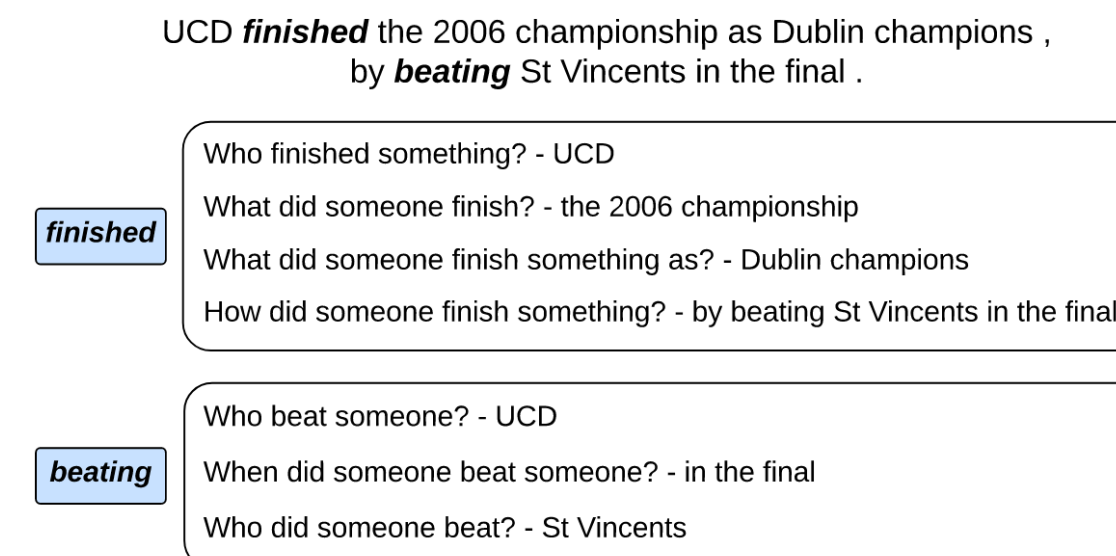 UCD finished the 2006 championship as Dublin champions ,
by beating St Vincents in the final .
finished
Who finished something? - UCD
What did someone finish? - the 2006 championship
What did someone finish something as? - Dublin champions
How did someone finish something? - by beating St Vincents in the final
beating
Who beat someone? - UCD
When did someone beat someone? - in the final
Who did someone beat? - St Vincents